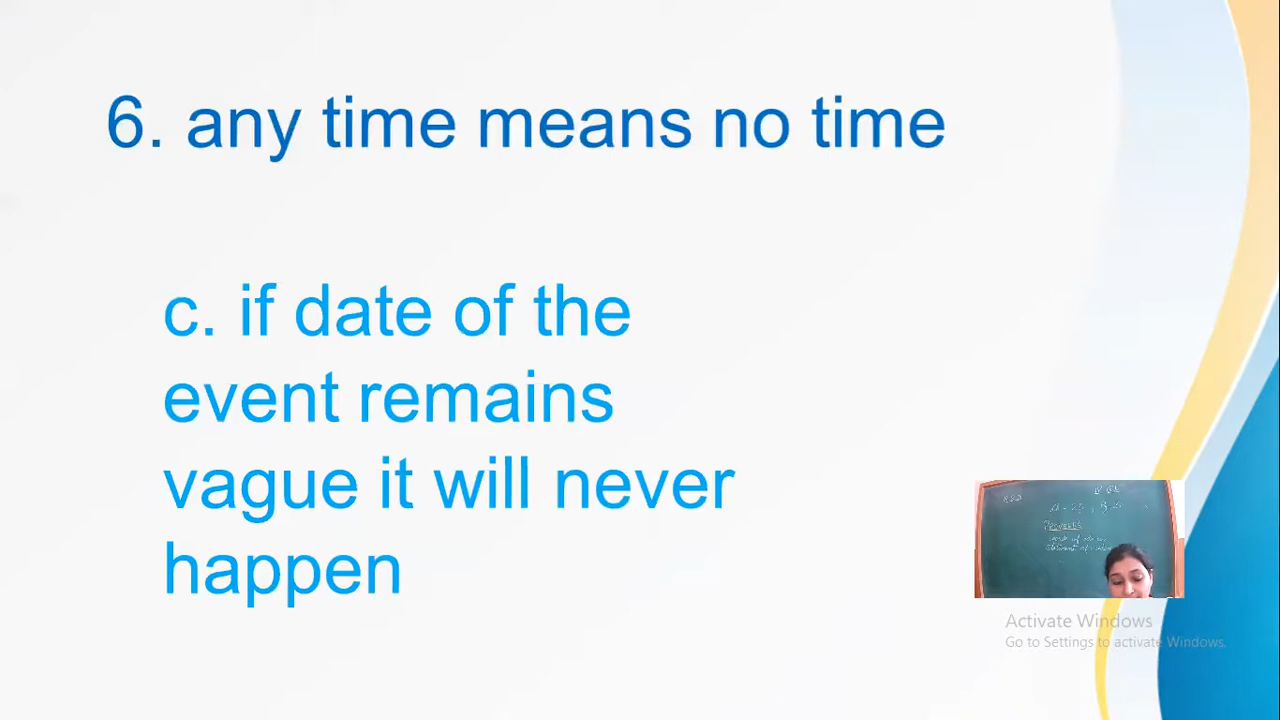 6. any time means no time
c. if date of the
event remains
vague it will never
happen
PROVERBS
Activate Windows
Go to Settings to activate Windows.